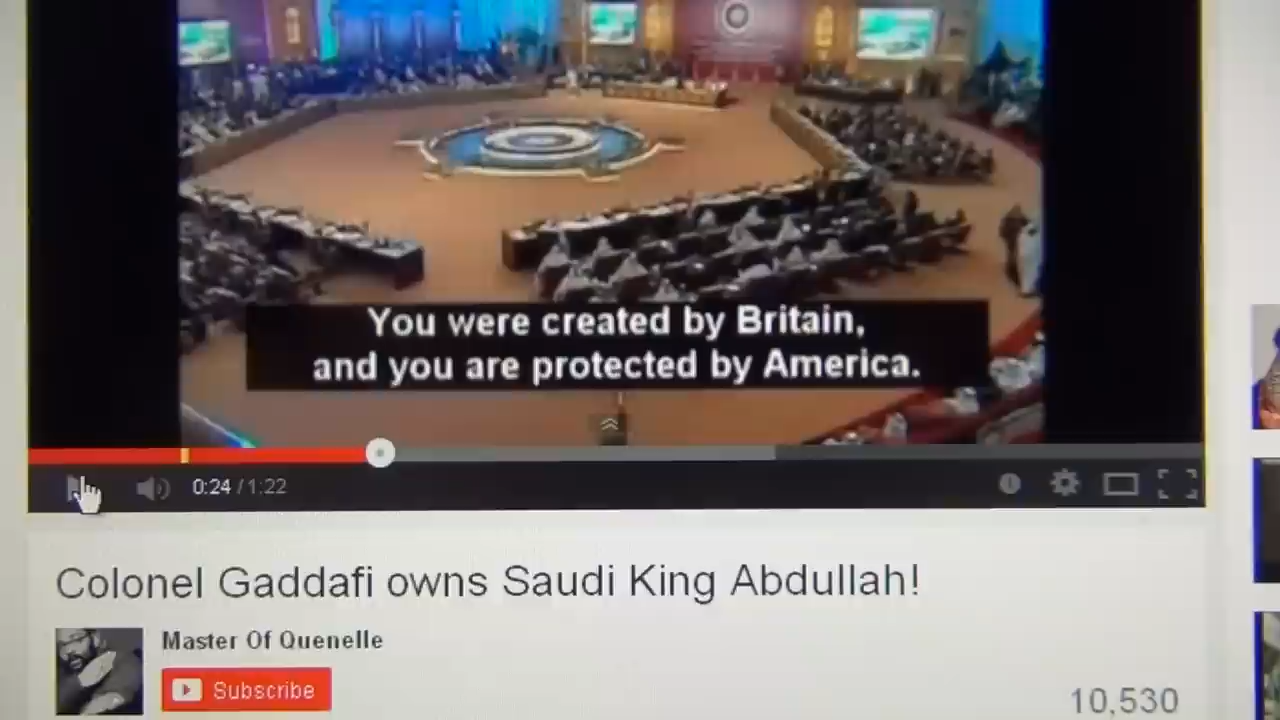 You were created by Britain,
and you are protected by America.
0:24 / 1:22
Colonel Gaddafi owns Saudi King Abdullah!
Master Of Quenelle
Subscribe
10,530